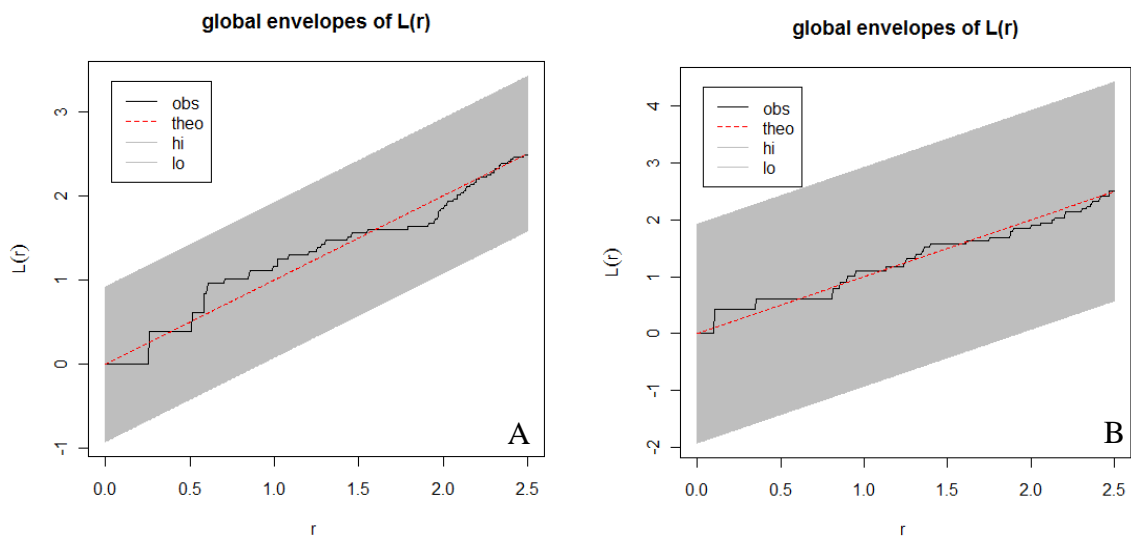 global envelopes of L(r)
obs
theo
hi
lo
3
2
1
0
-1
L(r)
0.0 0.5 1.0 1.5 2.0 2.5
r
A
global envelopes of L(r)
obs
theo
hi
lo
4
3
2
1
0
-1
-2
L(r)
0.0 0.5 1.0 1.5 2.0 2.5
r
B